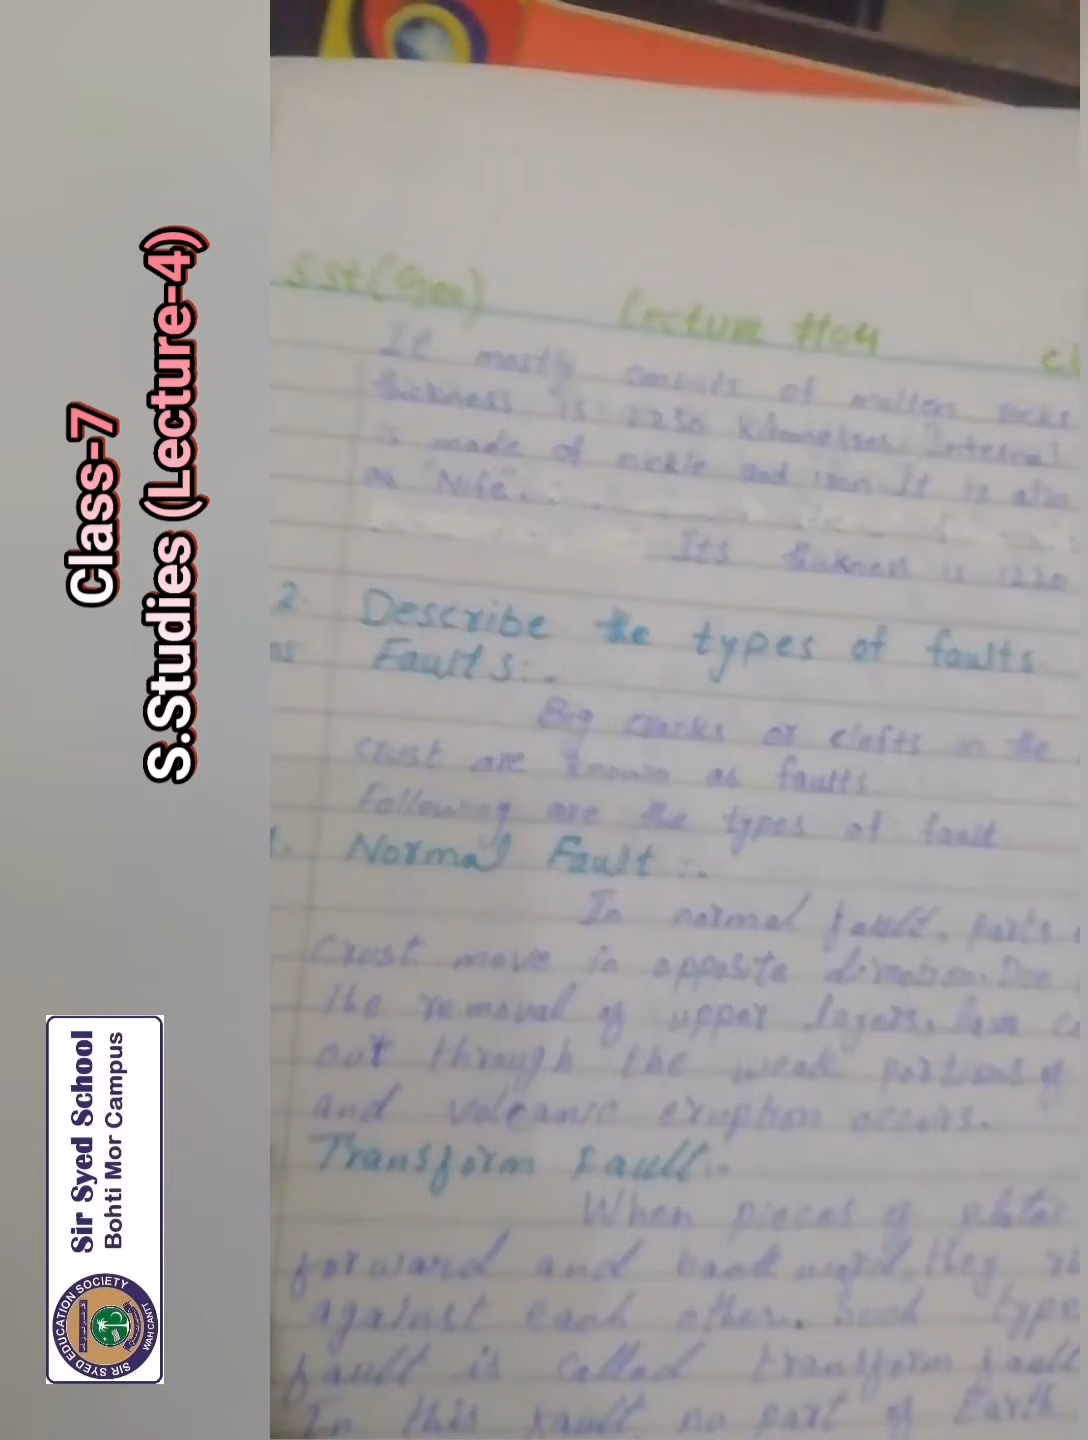 Class-7
S.Studies (Lecture-4)
Sir Syed School
Bohti Mor Campus
SIR SYED EDUCATION SOCIETY
WAH CANTT
S.St (Geo) Lecture #04
It mostly consists of molten rocks
thickness is 2250 kilometres. Internal
is made of nickle and iron It is also
as "Nife".
Its thikness is 1220
2. Describe the types of faults
ns Faults:-
Big cracks or clefts in the
crust are known as faults.
Following are the types of fault
1. Normal Fault :-
In normal fault, parts
crust move in opposite direction. Due
the removal of upper layers, lava
out through the weak portions of
and volcanic eruption occurs.
Transform Fault:-
When pieces of plates
forward and backward, they
against each other. Such type
fault is called transform fault
In this fault no part of Earth